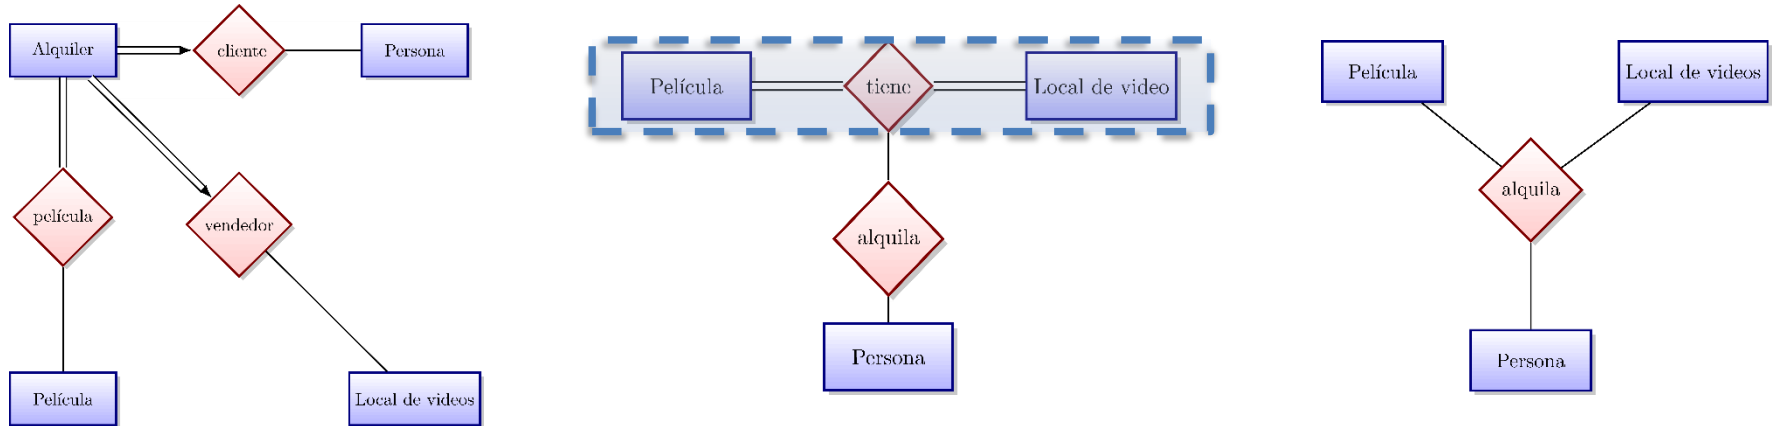 Alquiler
cliente
Persona
película
vendedor
Película
Local de videos
Película
tiene
Local de video
alquila
Persona
Película
Local de videos
alquila
Persona